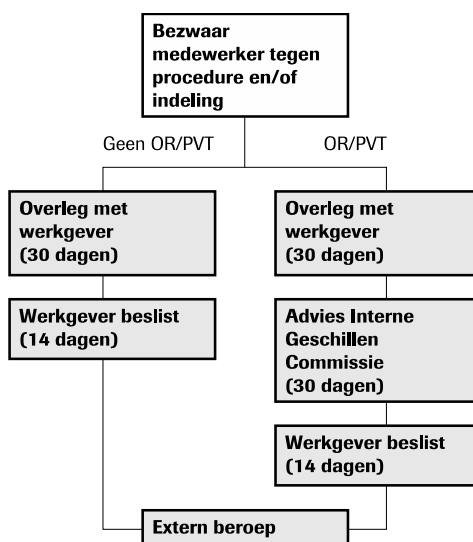 Bezwaar
medewerker tegen
procedure en/of
indeling
Geen OR/PVT
OR/PVT
Overleg met
werkgever
(30 dagen)
Werkgever beslist
(14 dagen)
Overleg met
werkgever
(30 dagen)
Advies Interne
Geschillen
Commissie
(30 dagen)
Werkgever beslist
(14 dagen)
Extern beroep